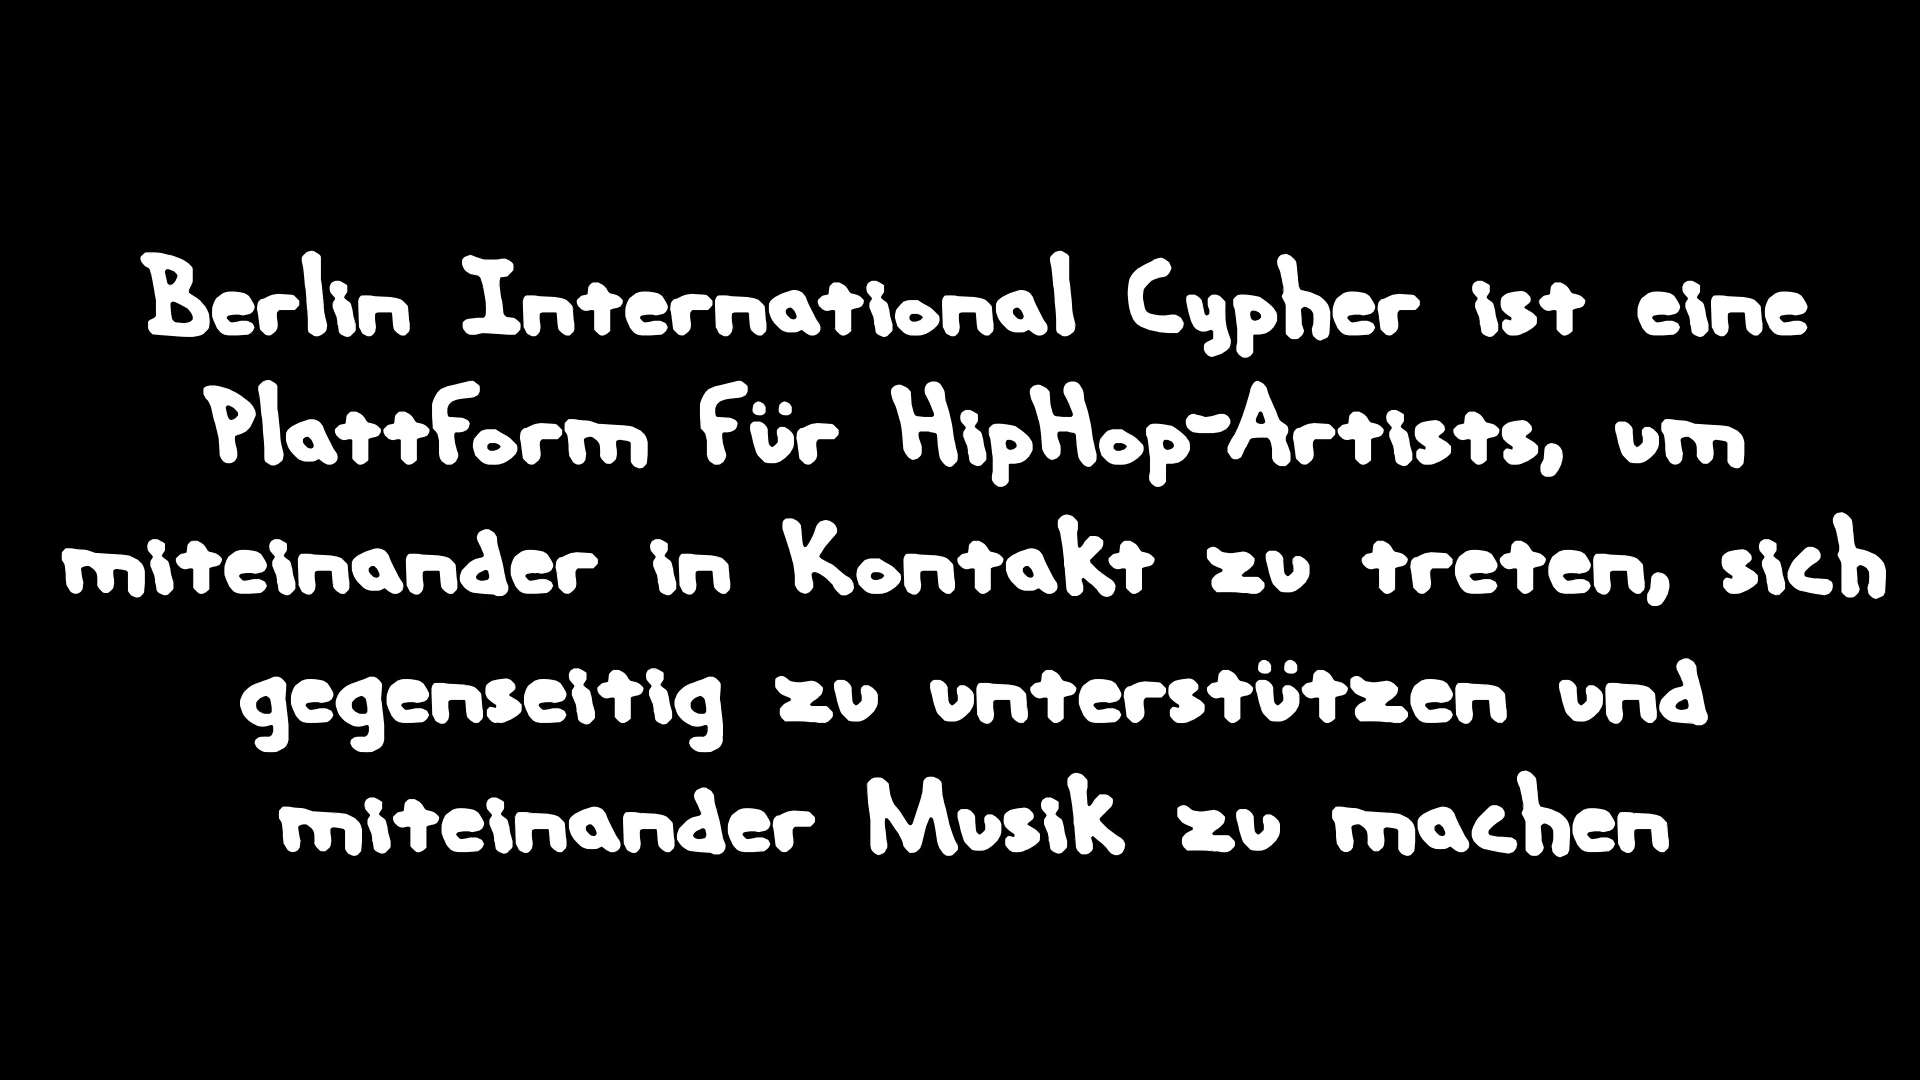 Berlin International Cypher ist eine
Plattform für HipHop-Artists, um
miteinander in Kontakt zu treten, sich
gegenseitig zu unterstützen und
miteinander Musik zu machen